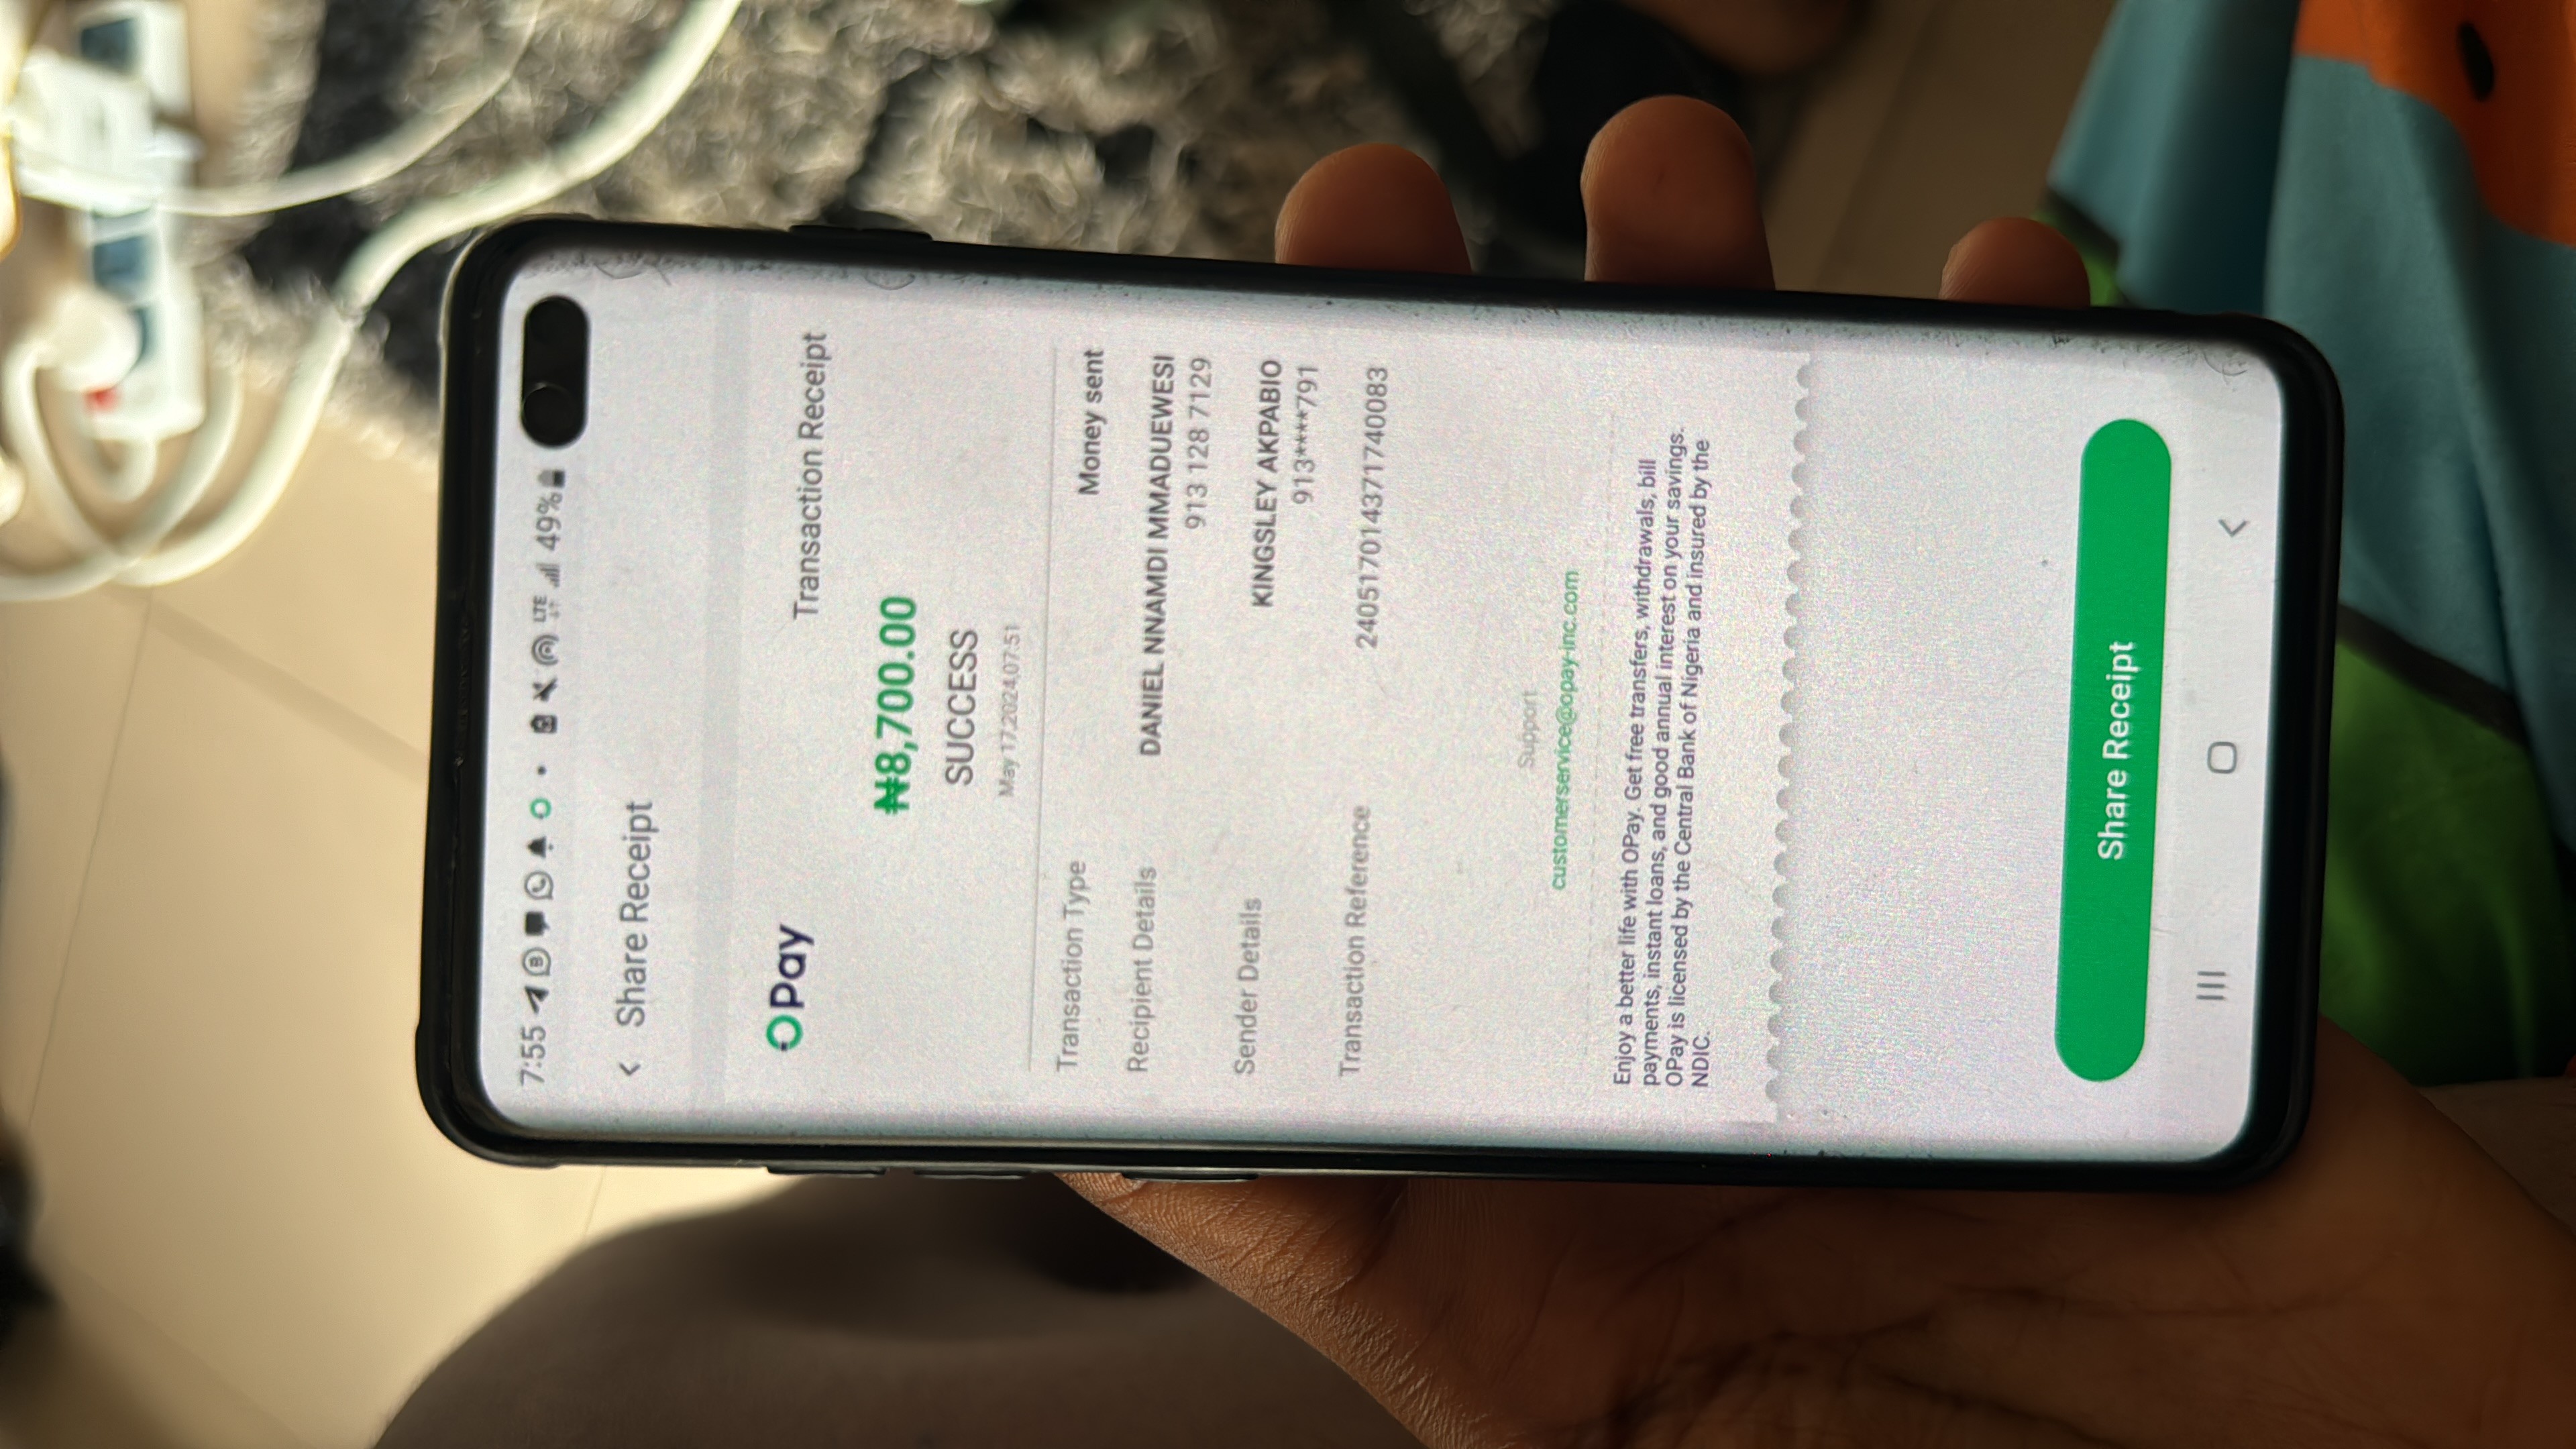 7:55 LTE 49%
Share Receipt
OPay Transaction Receipt
₦8,700.00
SUCCESS
May 17,2024,07:51
Transaction Type Money sent
Recipient Details DANIEL NNAMDI MMADUEWESI
913 128 7129
Sender Details KINGSLEY AKPABIO
913****791
Transaction Reference 240517014371740083
Support
customerservice@opay-inc.com
Enjoy a better life with OPay. Get free transfers, withdrawals, bill
payments, instant loans, and good annual interest on your savings.
OPay is licensed by the Central Bank of Nigeria and insured by the
NDIC.
Share Receipt